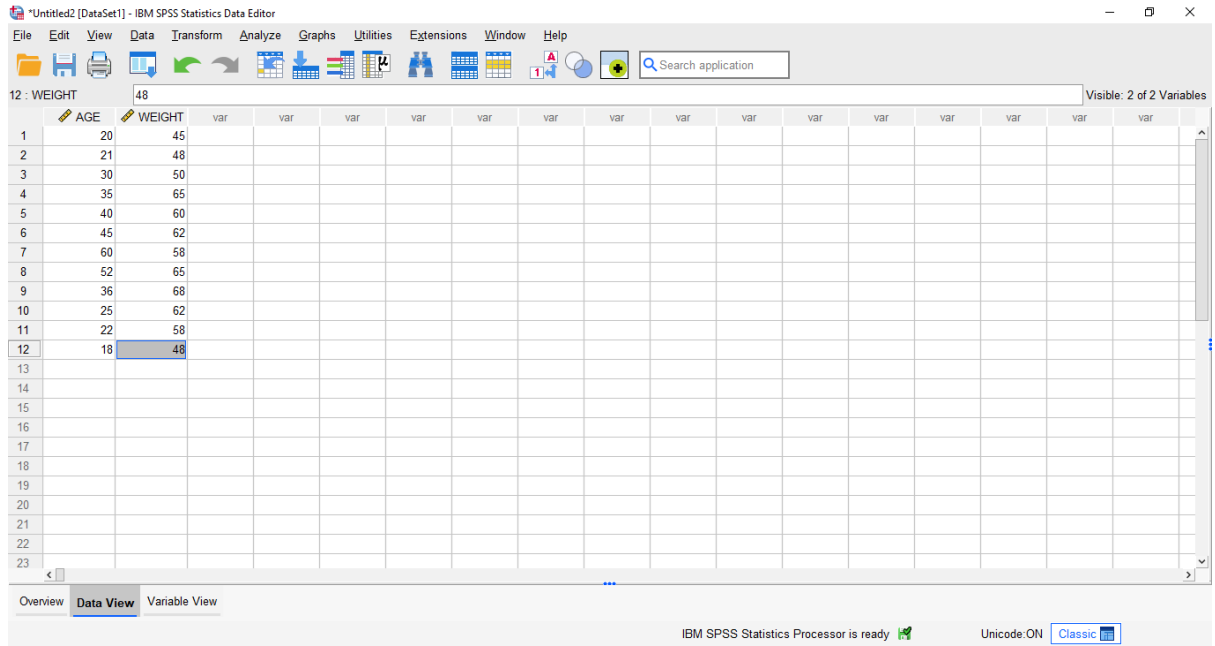 *Untitled2 [DataSet1] - IBM SPSS Statistics Data Editor
File Edit View Data Transform Analyze Graphs Utilities Extensions Window Help
A 1 Search application
12 : WEIGHT 48 Visible: 2 of 2 Variables
AGE WEIGHT var var var var var var var var var var var var var var var
1 20 45
2 21 48
3 30 50
4 35 65
5 40 60
6 45 62
7 60 58
8 52 65
9 36 68
10 25 62
11 22 58
12 18 48
13
14
15
16
17
18
19
20
21
22
23
Overview Data View Variable View
IBM SPSS Statistics Processor is ready Unicode:ON Classic